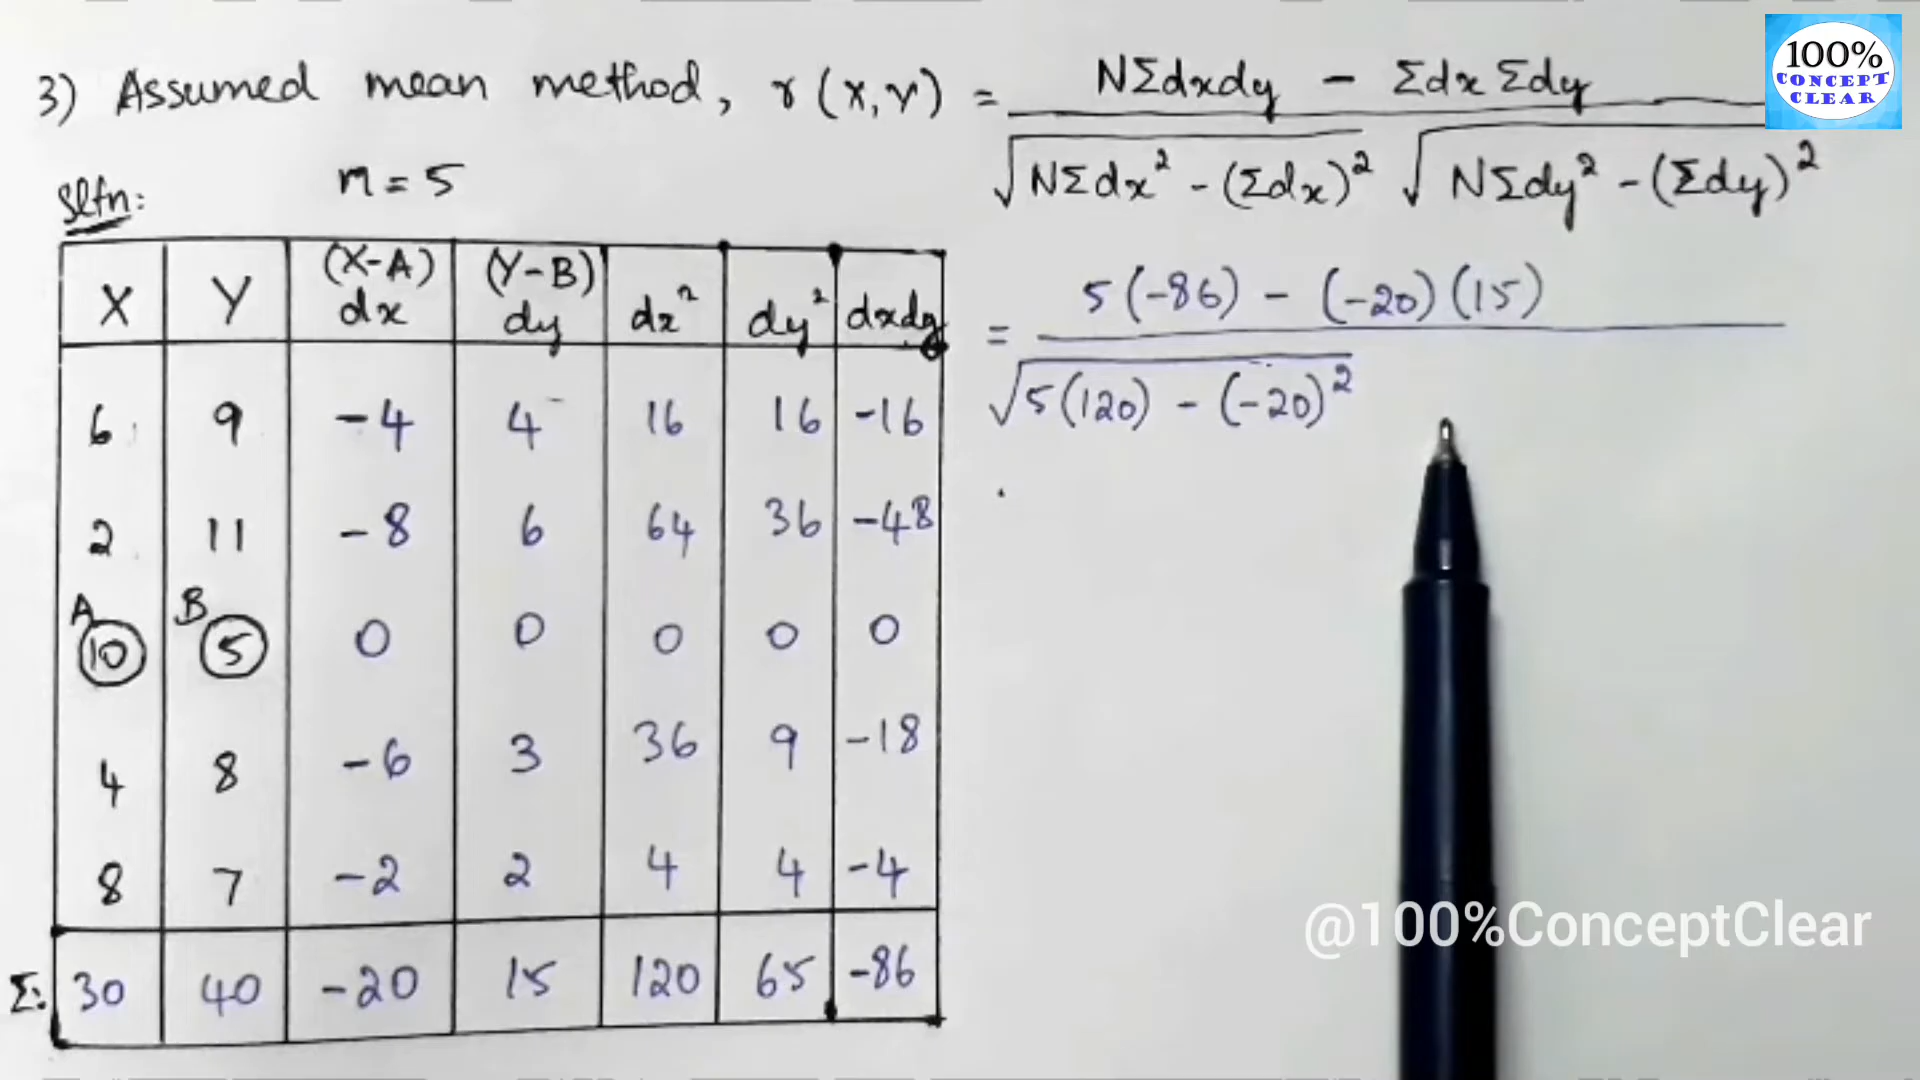 100%
CONCEPT
CLEAR
3) Assumed mean method, r(X,Y) = NΣdxdy - Σdx Σdy
√NΣdx² - (Σdx)² √NΣdy² - (Σdy)²
n = 5
X Y (X-A) dx (Y-B) dy dx² dy² dxdy
= 5(-86) - (-20)(15)
√5(120) - (-20)²
6 9 -4 4 16 16 -16
2 11 -8 6 64 36 -48
A B
10 5 0 0 0 0 0
4 8 -6 3 36 9 -18
8 7 -2 2 4 4 -4
Σ: 30 40 -20 15 120 65 -86
@100%ConceptClear